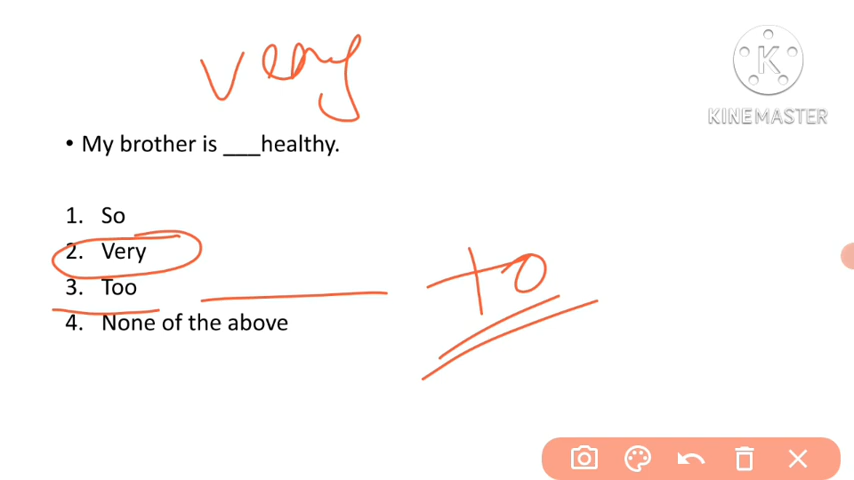 very
K
KINEMASTER
• My brother is ___healthy.
1. So
2. Very
3. Too
to
4. None of the above